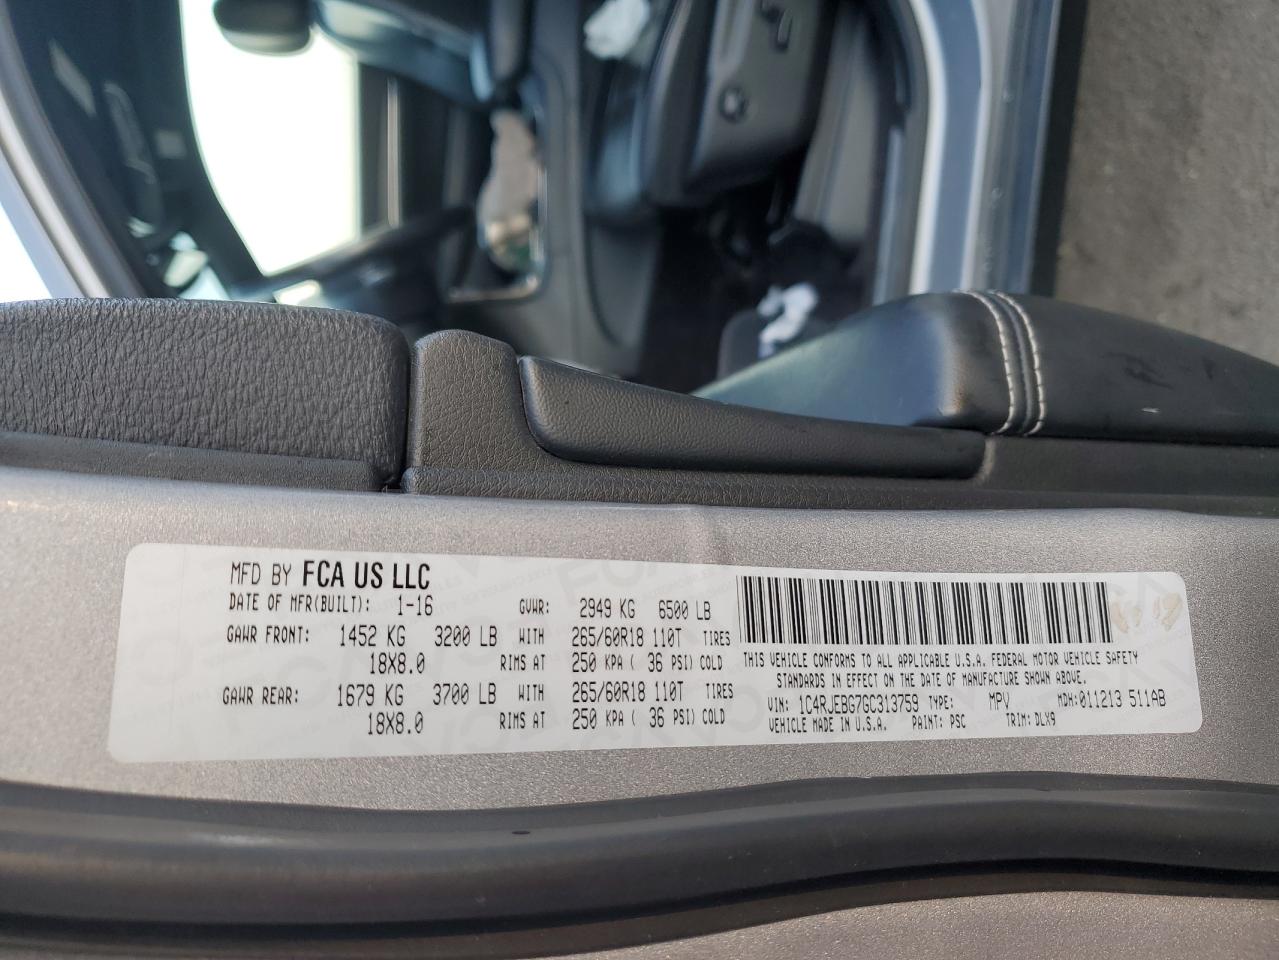 MFD BY FCA US LLC
DATE OF MFR(BUILT): 1-16 GVWR: 2949 KG 6500 LB
GAWR FRONT: 1452 KG 3200 LB WITH 265/60R18 110T TIRES
18X8.0 RIMS AT 250 KPA ( 36 PSI) COLD
GAWR REAR: 1679 KG 3700 LB WITH 265/60R18 110T TIRES
18X8.0 RIMS AT 250 KPA ( 36 PSI) COLD
THIS VEHICLE CONFORMS TO ALL APPLICABLE U.S.A. FEDERAL MOTOR VEHICLE SAFETY
STANDARDS IN EFFECT ON THE DATE OF MANUFACTURE SHOWN ABOVE.
VIN: 1C4RJEBG7GC313759 TYPE: MPV MDH:011213 511AB
VEHICLE MADE IN U.S.A. PAINT: PSC TRIM: DLX9